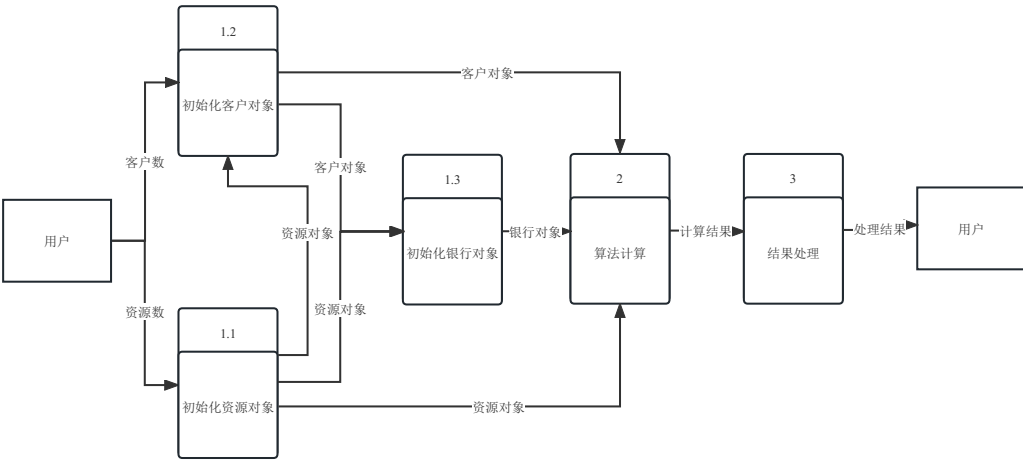 1.2
初始化客户对象
客户对象
客户数
客户对象
1.3
初始化银行对象
2
算法计算
3
结果处理
用户
资源对象
银行对象
计算结果
处理结果
用户
资源数
资源对象
1.1
初始化资源对象
资源对象